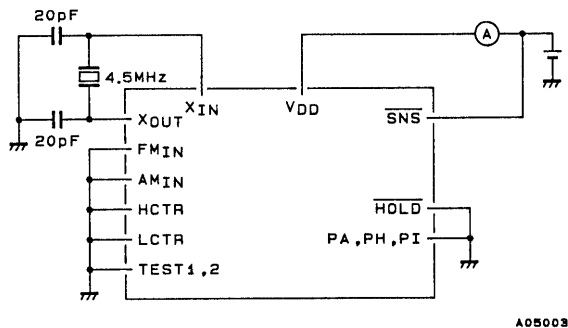 20pF
A
4.5MHz
XIN
VDD
XOUT
SNS
20pF
FMIN
AMIN
HCTR
HOLD
LCTR
PA,PH,PI
TEST1,2
A05003